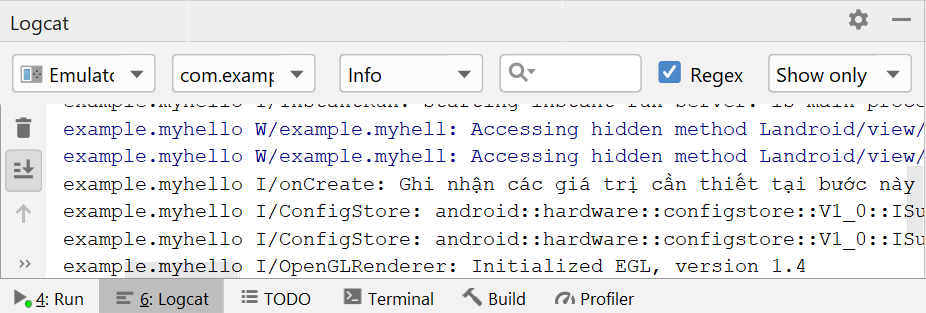 Logcat
Emulato com.examp Info Regex Show only
example.myhello I/InstantRun: Starting Instant Run Server: is main proce
example.myhello W/example.myhell: Accessing hidden method Landroid/view/
example.myhello W/example.myhell: Accessing hidden method Landroid/view/
example.myhello I/onCreate: Ghi nhận các giá trị cần thiết tại bước này
example.myhello I/ConfigStore: android::hardware::configstore::V1_0::ISu
example.myhello I/ConfigStore: android::hardware::configstore::V1_0::ISu
example.myhello I/OpenGLRenderer: Initialized EGL, version 1.4
4: Run 6: Logcat TODO Terminal Build Profiler